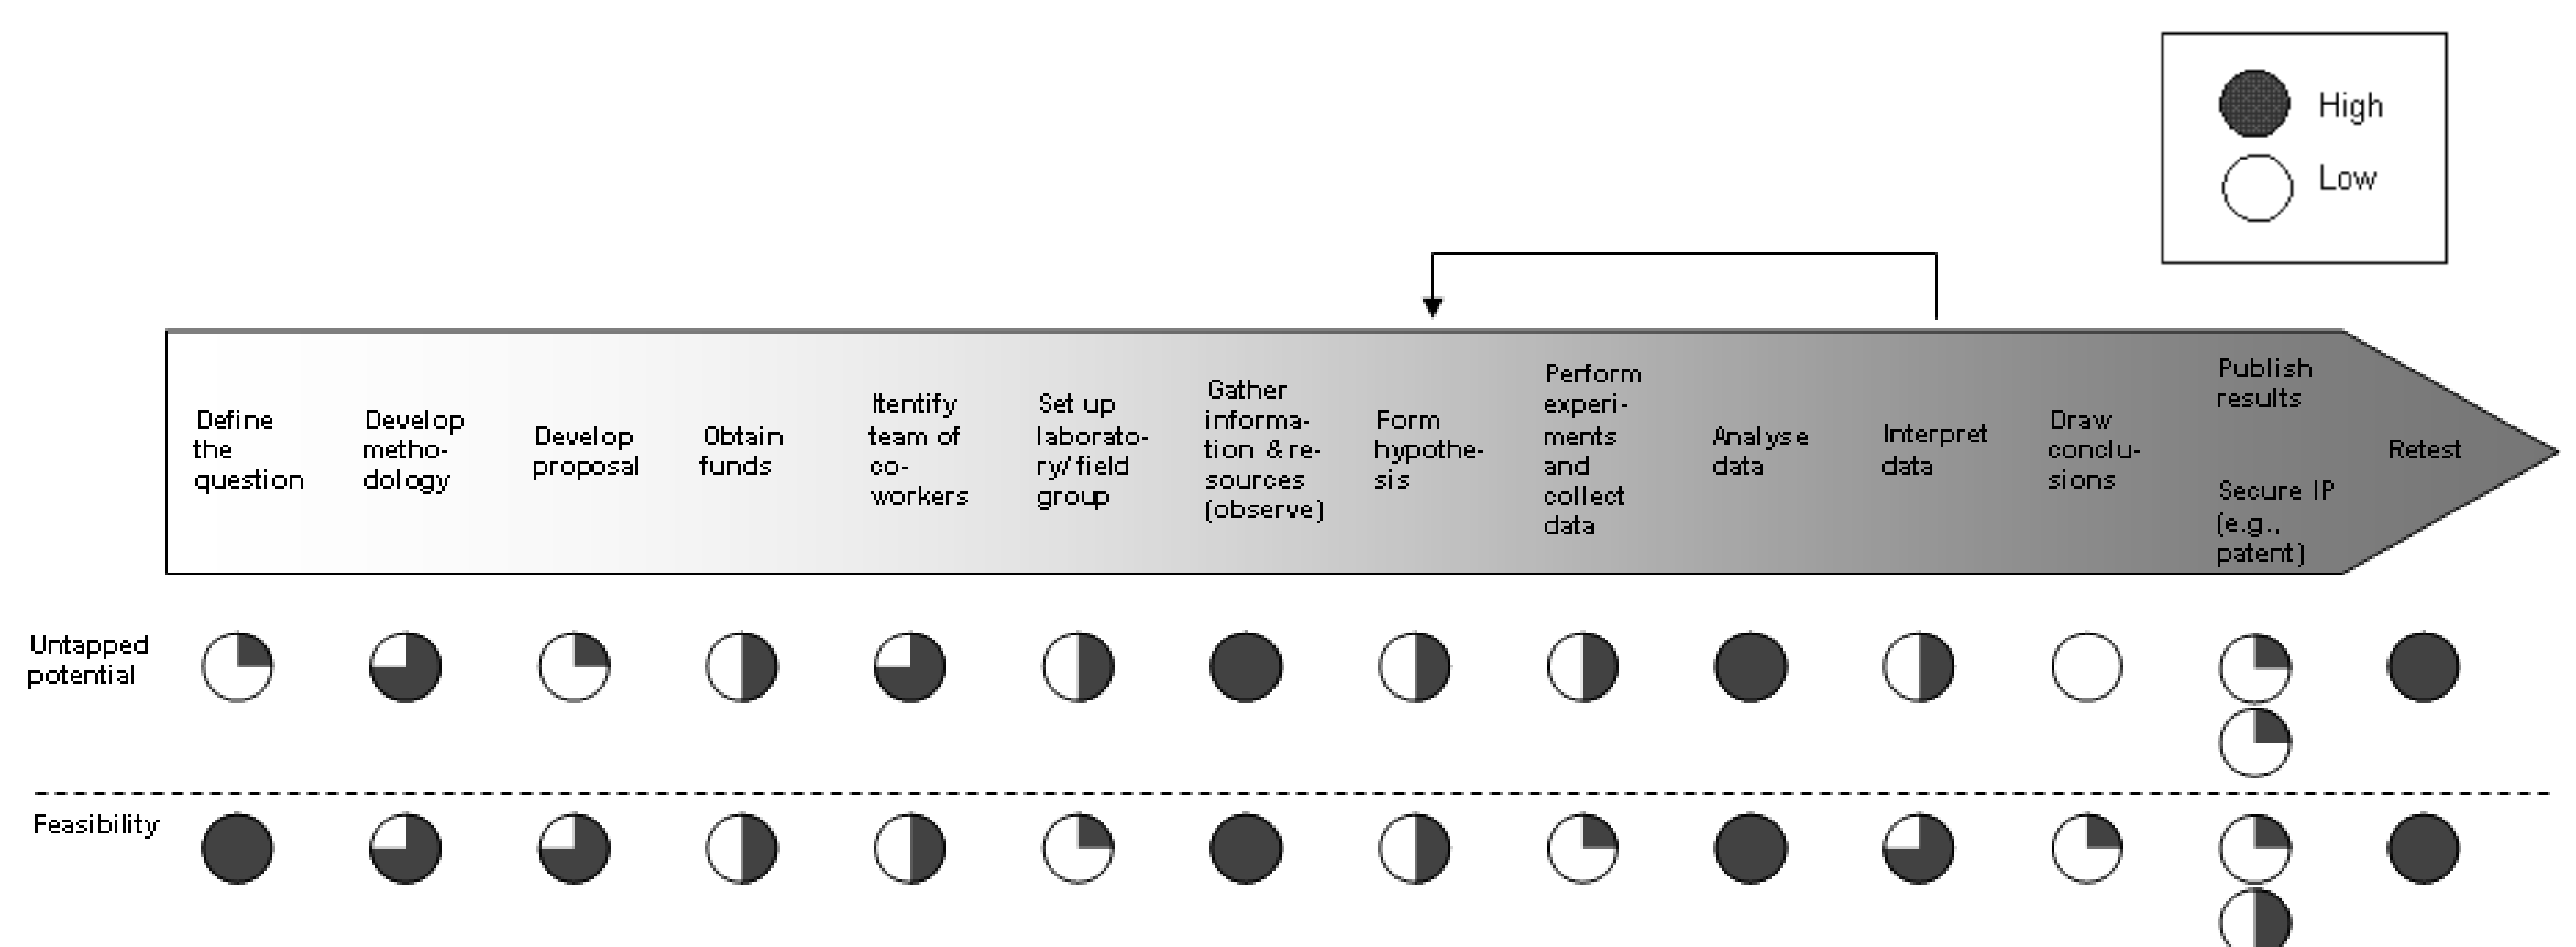 High
Low
Define
the
question
Develop
metho-
dology
Develop
proposal
Obtain
funds
Itentify
team of
co-
workers
Set up
laborato-
ry/field
group
Gather
informa-
tion & re-
sources
(observe)
Form
hypothe-
sis
Perform
experi-
ments
and
collect
data
Analyse
data
Interpret
data
Draw
conclu-
sions
Publish
results
Secure IP
(e.g.,
patent)
Retest
Untapped
potential
Feasibility